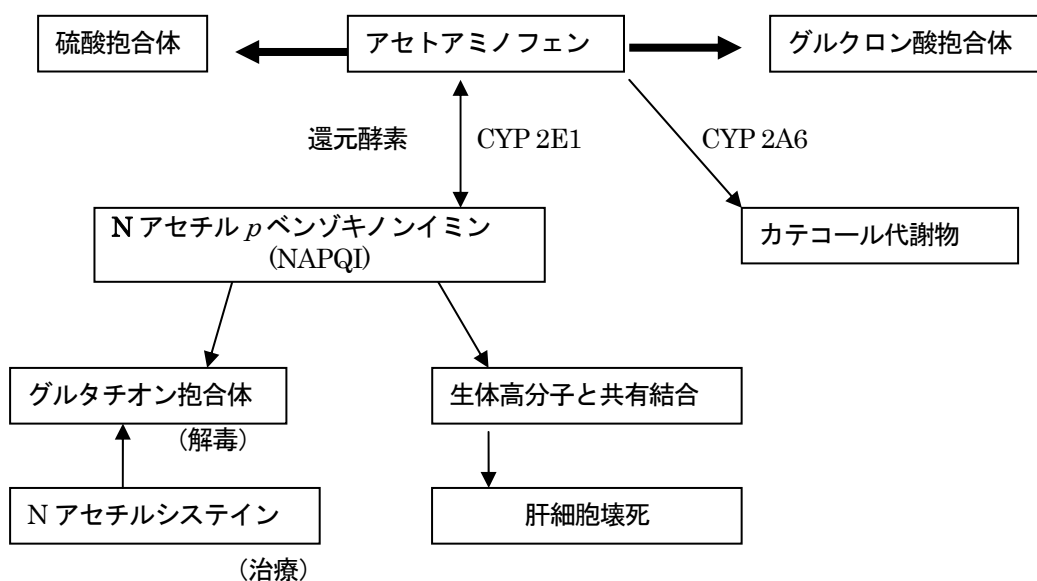 硫酸抱合体
アセトアミノフェン
グルクロン酸抱合体
還元酵素
CYP 2E1
CYP 2A6
N アセチル p ベンゾキノンイミン
(NAPQI)
カテコール代謝物
グルタチオン抱合体
(解毒)
生体高分子と共有結合
N アセチルシステイン
(治療)
肝細胞壊死